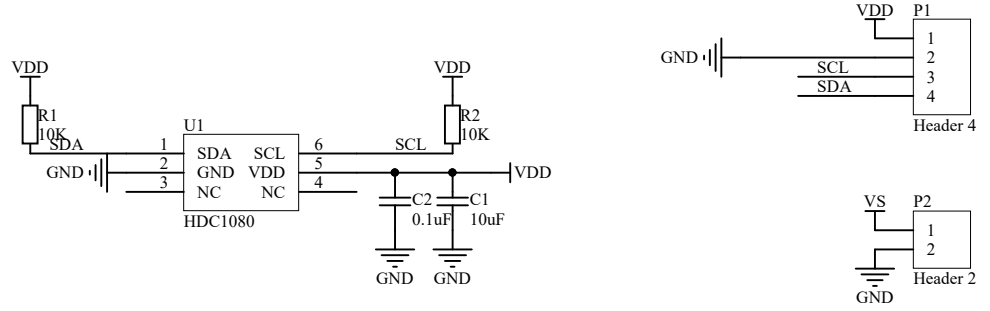 VDD
R1
10K
SDA
GND
U1
1
2
3
SDA
GND
NC
SCL
VDD
NC
6
5
4
HDC1080
SCL
VDD
R2
10K
VDD
C2
0.1uF
C1
10uF
GND
GND
VDD
P1
GND
SCL
SDA
1
2
3
4
Header 4
VS
P2
1
2
Header 2
GND